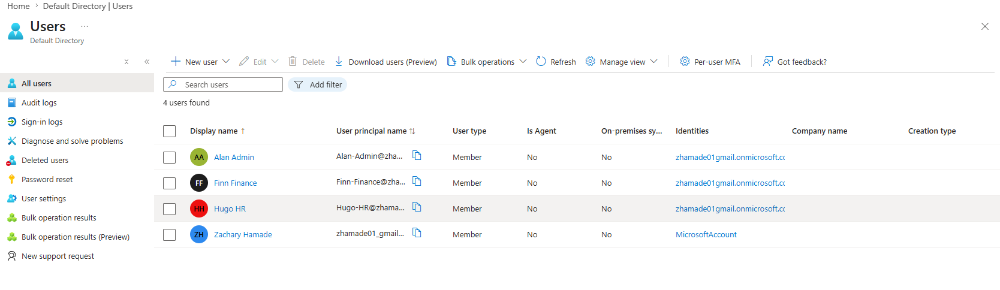 Home > Default Directory | Users
Users ...
Default Directory
New user Edit Delete Download users (Preview) Bulk operations Refresh Manage view Per-user MFA Got feedback?
All users
Audit logs
Sign-in logs
Diagnose and solve problems
Deleted users
Password reset
User settings
Bulk operation results
Bulk operation results (Preview)
New support request
Search users Add filter
4 users found
Display name ↑ User principal name ↑↓ User type Is Agent On-premises sy... Identities Company name Creation type
AA Alan Admin Alan-Admin@zha... Member No No zhamade01gmail.onmicrosoft.cc
FF Finn Finance Finn-Finance@zha... Member No No zhamade01gmail.onmicrosoft.cc
HH Hugo HR Hugo-HR@zhama... Member No No zhamade01gmail.onmicrosoft.cc
ZH Zachary Hamade zhamade01_gmail... Member No No MicrosoftAccount